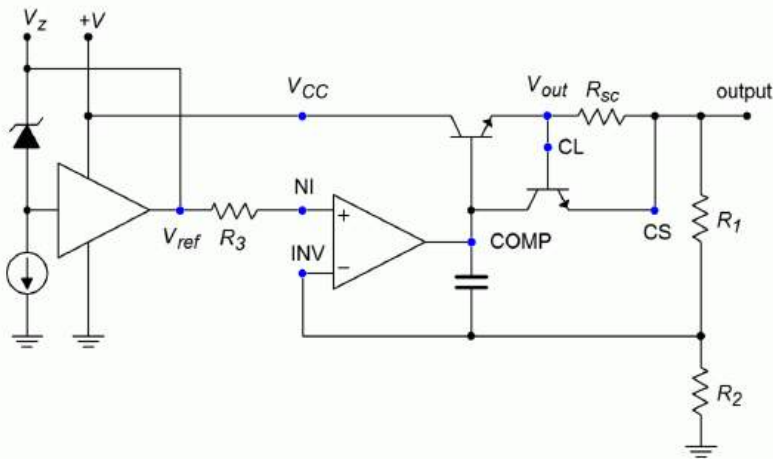 Vz +V
VCC Vout Rsc output
CL
NI + R1
Vref R3 CS
INV − COMP
R2